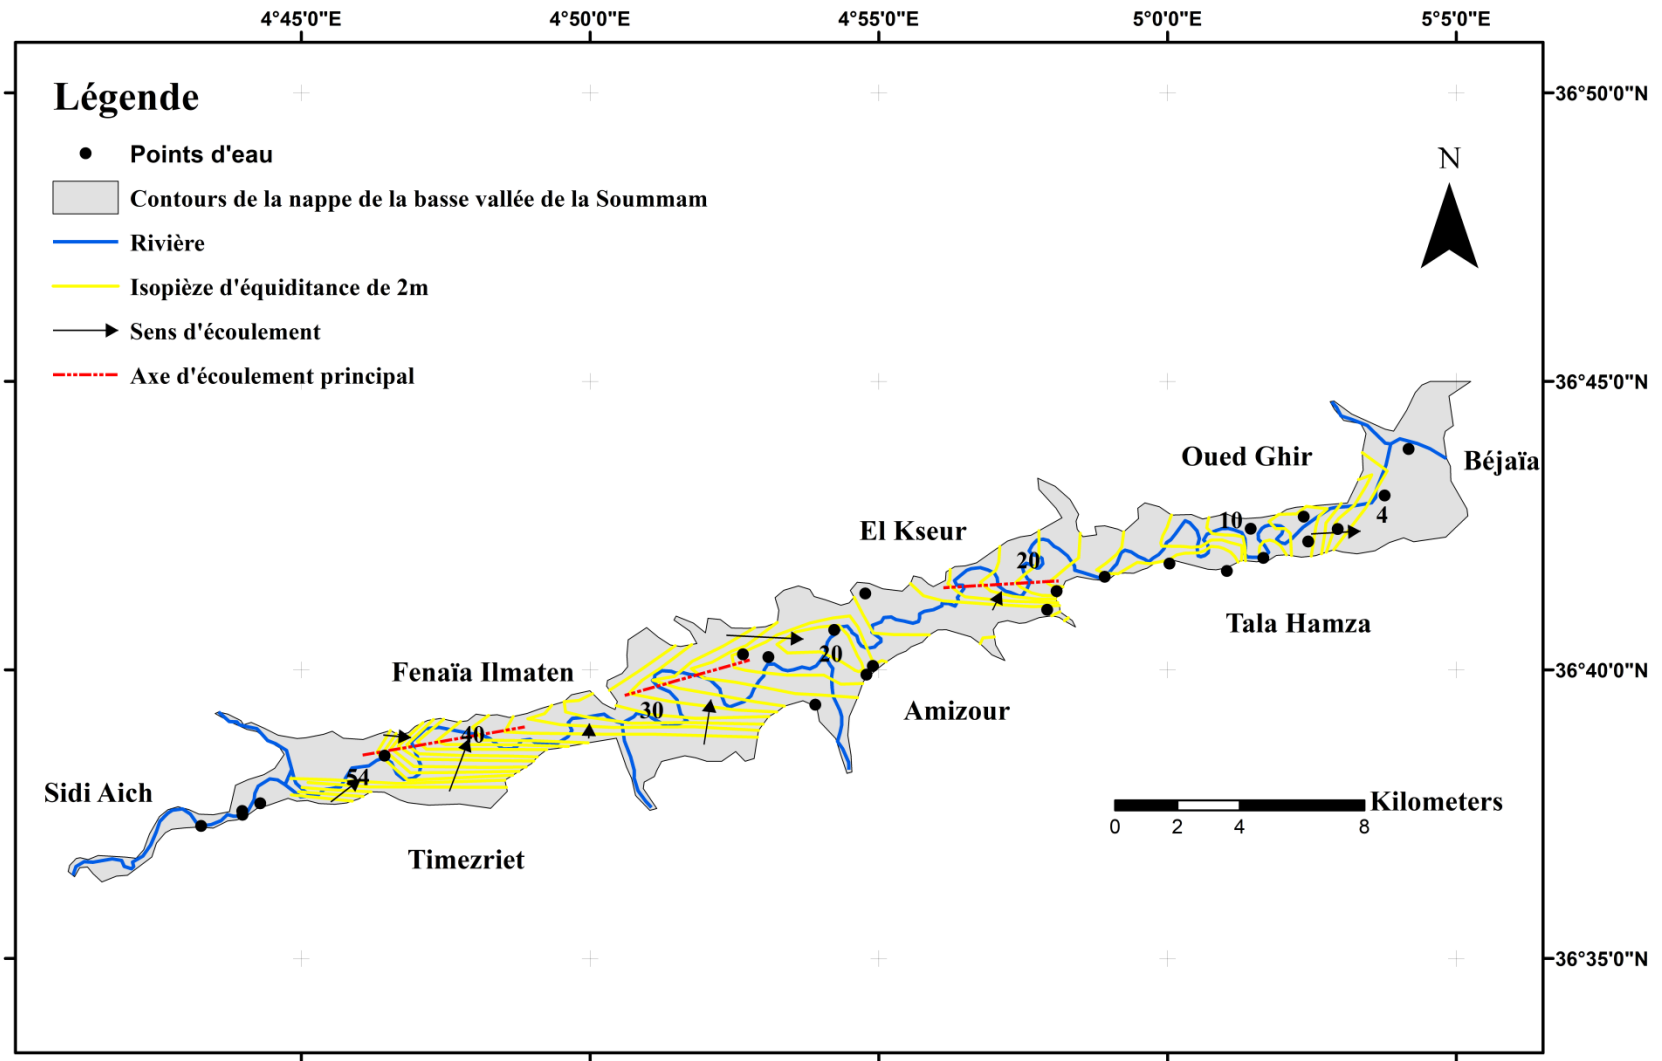 4°45'0"E 4°50'0"E 4°55'0"E 5°0'0"E 5°5'0"E
Légende
36°50'0"N
Points d'eau
N
Contours de la nappe de la basse vallée de la Soummam
Rivière
Isopièze d'équiditance de 2m
Sens d'écoulement
Axe d'écoulement principal
36°45'0"N
Oued Ghir
Béjaïa
4
10
El Kseur
20
Tala Hamza
20
36°40'0"N
Fenaïa Ilmaten
30
Amizour
40
54
Sidi Aich
Kilometers
0 2 4 8
Timezriet
36°35'0"N